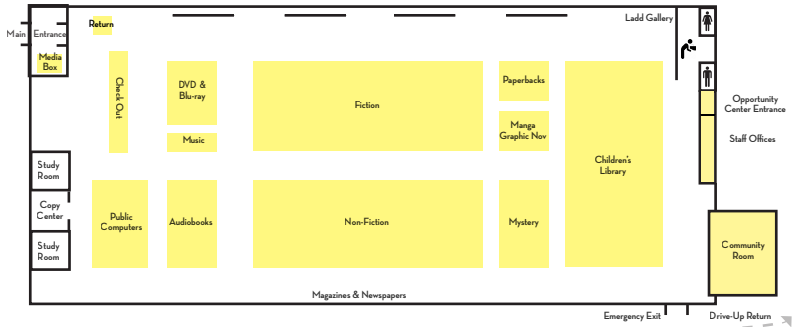 Return
Ladd Gallery
Main
Entrance
Media
Box
Check Out
DVD &
Blu-ray
Music
Fiction
Paperbacks
Manga
Graphic Nov
Children's
Library
Opportunity
Center Entrance
Staff Offices
Study
Room
Copy
Center
Study
Room
Public
Computers
Audiobooks
Non-Fiction
Mystery
Community
Room
Magazines & Newspapers
Emergency Exit
Drive-Up Return